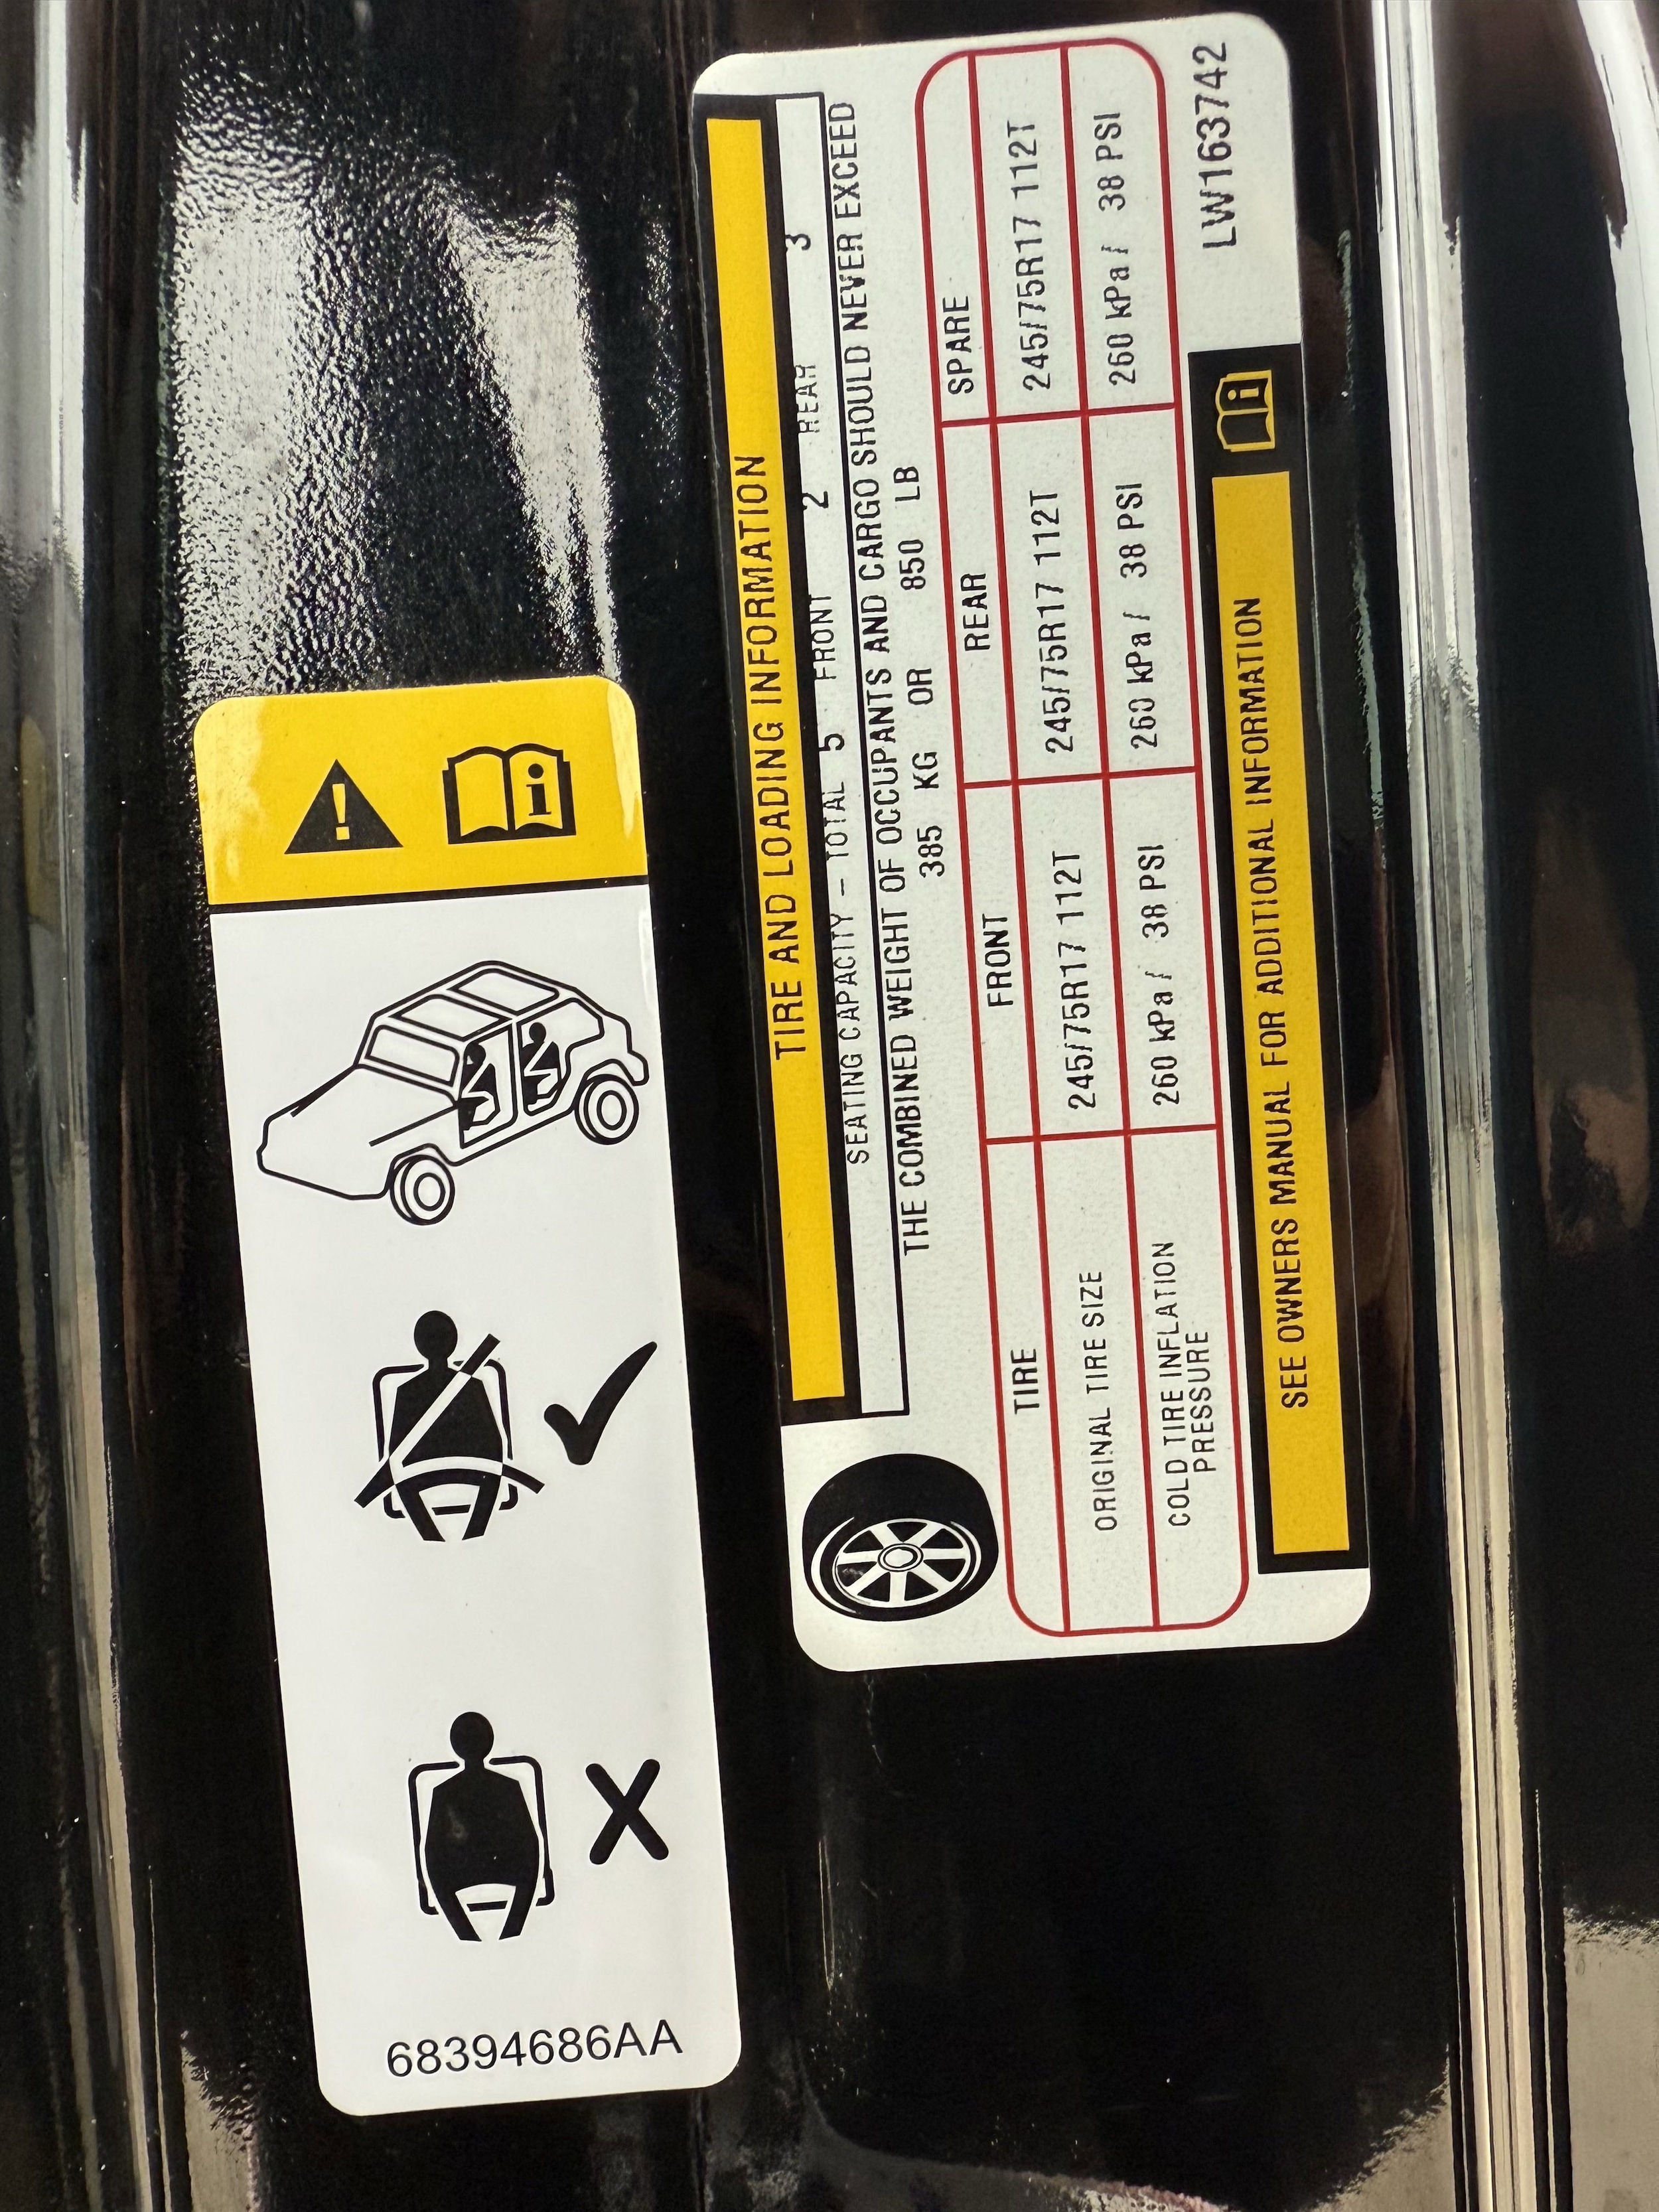 TIRE AND LOADING INFORMATION
SEATING CAPACITY – TOTAL 5 FRONT 2 REAR 3
THE COMBINED WEIGHT OF OCCUPANTS AND CARGO SHOULD NEVER EXCEED
385 KG OR 850 LB
TIRE FRONT REAR SPARE
ORIGINAL TIRE SIZE 245/75R17 112T 245/75R17 112T 245/75R17 112T
COLD TIRE INFLATION PRESSURE 260 kPa / 38 PSI 260 kPa / 38 PSI 260 kPa / 38 PSI
SEE OWNERS MANUAL FOR ADDITIONAL INFORMATION
LW163742
68394686AA